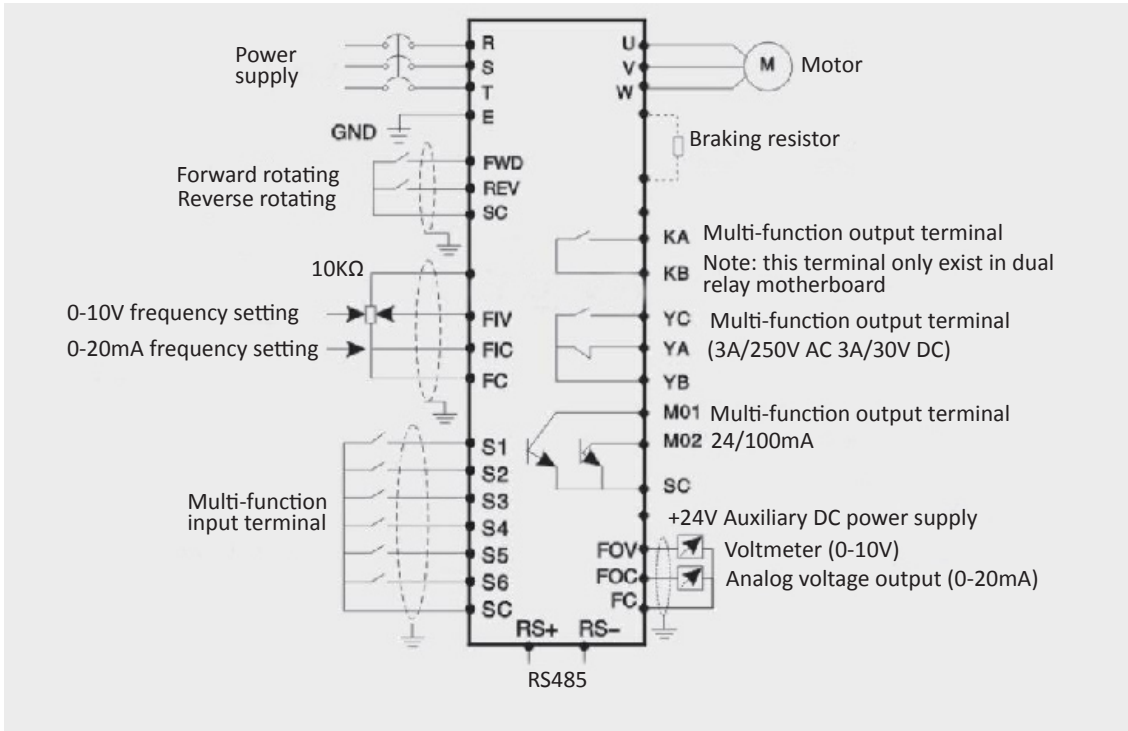 Power
supply
R
S
T
E
GND
Forward rotating
Reverse rotating
FWD
REV
SC
10KΩ
0-10V frequency setting
FIV
0-20mA frequency setting
FIC
FC
Multi-function
input terminal
S1
S2
S3
S4
S5
S6
SC
RS+ RS-
RS485
U
V
W
M
Motor
Braking resistor
KA Multi-function output terminal
KB Note: this terminal only exist in dual
relay motherboard
YC Multi-function output terminal
YA (3A/250V AC 3A/30V DC)
YB
M01 Multi-function output terminal
M02 24/100mA
SC
+24V Auxiliary DC power supply
FOV Voltmeter (0-10V)
FOC Analog voltage output (0-20mA)
FC